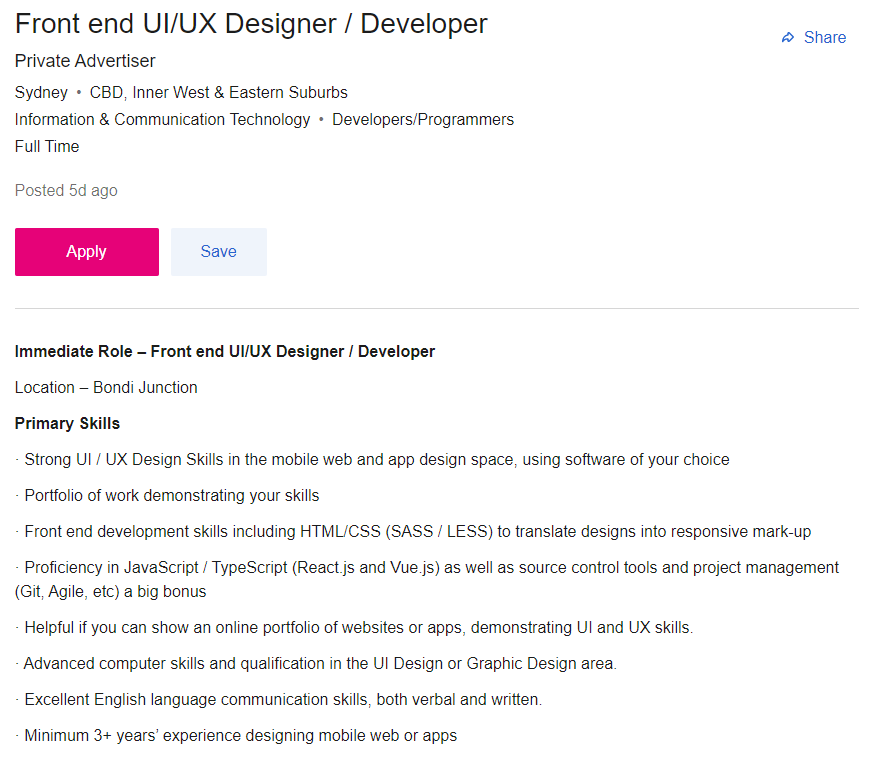 Front end UI/UX Designer / Developer
Share
Private Advertiser
Sydney • CBD, Inner West & Eastern Suburbs
Information & Communication Technology • Developers/Programmers
Full Time
Posted 5d ago
Apply
Save
Immediate Role – Front end UI/UX Designer / Developer
Location – Bondi Junction
Primary Skills
· Strong UI / UX Design Skills in the mobile web and app design space, using software of your choice
· Portfolio of work demonstrating your skills
· Front end development skills including HTML/CSS (SASS / LESS) to translate designs into responsive mark-up
· Proficiency in JavaScript / TypeScript (React.js and Vue.js) as well as source control tools and project management
(Git, Agile, etc) a big bonus
· Helpful if you can show an online portfolio of websites or apps, demonstrating UI and UX skills.
· Advanced computer skills and qualification in the UI Design or Graphic Design area.
· Excellent English language communication skills, both verbal and written.
· Minimum 3+ years’ experience designing mobile web or apps